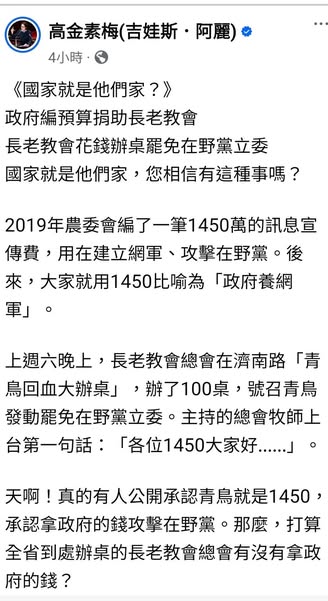 高金素梅(吉娃斯．阿麗)
4小時 ·
《國家就是他們家？》
政府編預算捐助長老教會
長老教會花錢辦桌罷免在野黨立委
國家就是他們家，您相信有這種事嗎？
2019年農委會編了一筆1450萬的訊息宣
傳費，用在建立網軍、攻擊在野黨。後
來，大家就用1450比喻為「政府養網
軍」。
上週六晚上，長老教會總會在濟南路「青
鳥回血大辦桌」，辦了100桌，號召青鳥
發動罷免在野黨立委。主持的總會牧師上
台第一句話：「各位1450大家好......」。
天啊！真的有人公開承認青鳥就是1450，
承認拿政府的錢攻擊在野黨。那麼，打算
全省到處辦桌的長老教會總會有沒有拿政
府的錢？